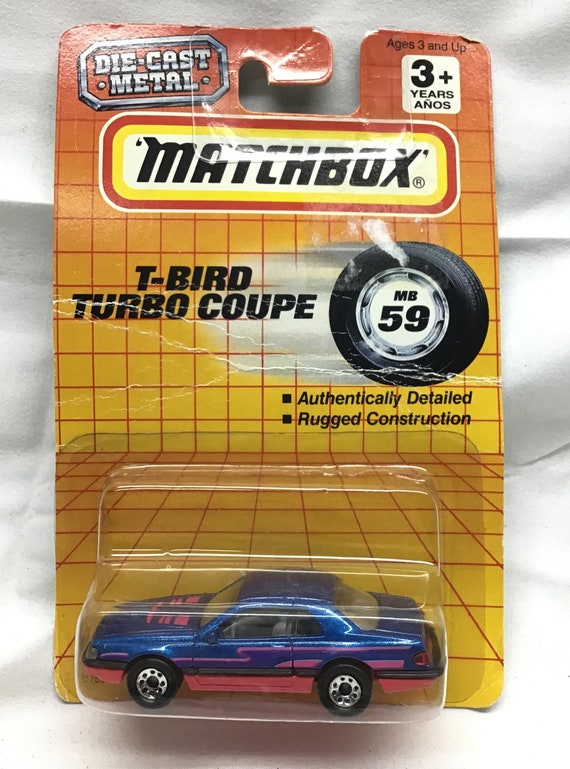 DIE-CAST
·METAL·
Ages 3 and Up
3+
YEARS
AÑOS
"MATCHBOX"®
T-BIRD
TURBO COUPE
MB
59
■ Authentically Detailed
■ Rugged Construction